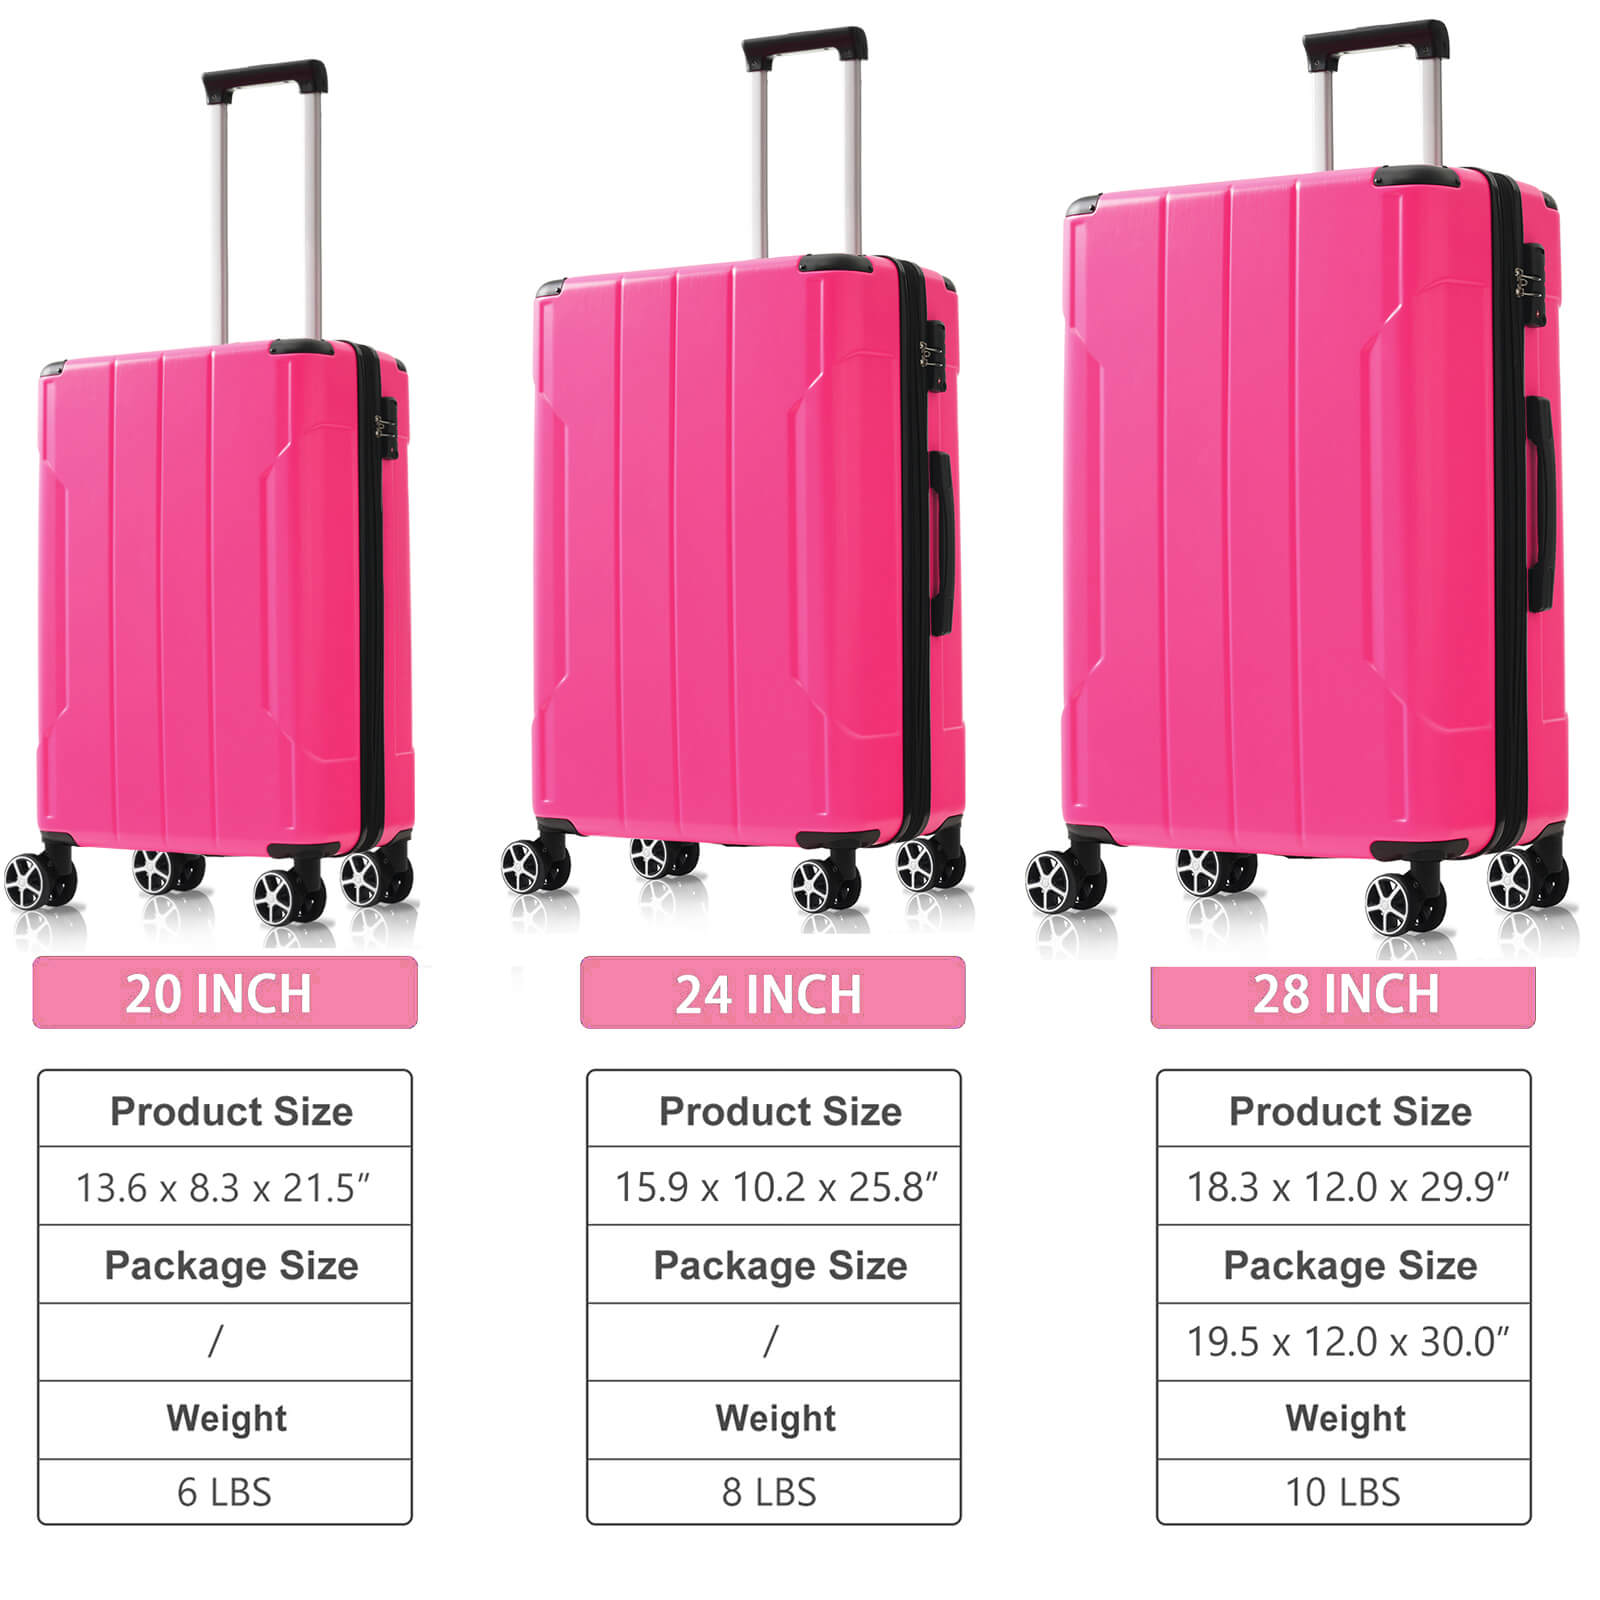 20 INCH
Product Size
13.6 x 8.3 x 21.5”
Package Size
/
Weight
6 LBS
24 INCH
Product Size
15.9 x 10.2 x 25.8”
Package Size
/
Weight
8 LBS
28 INCH
Product Size
18.3 x 12.0 x 29.9”
Package Size
19.5 x 12.0 x 30.0”
Weight
10 LBS